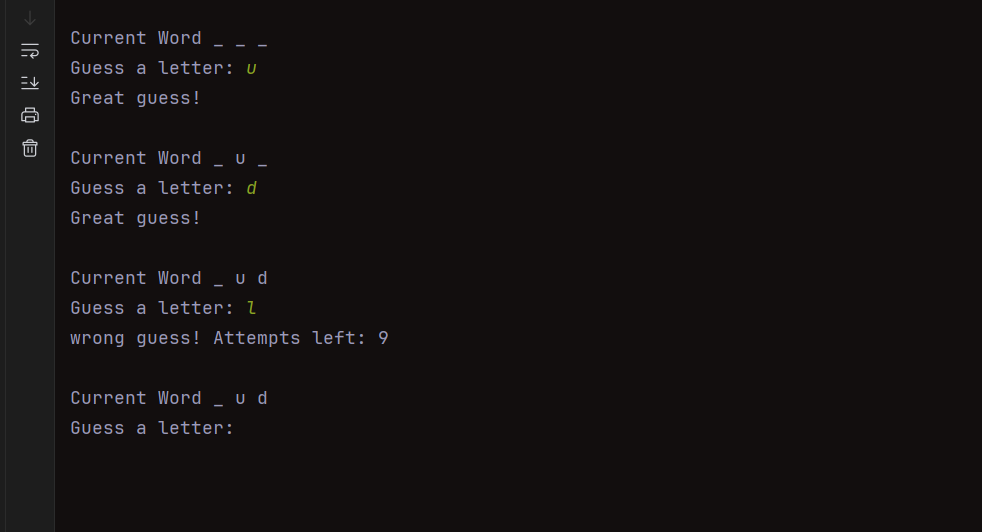 Current Word _ _ _
Guess a letter: u
Great guess!
Current Word _ u _
Guess a letter: d
Great guess!
Current Word _ u d
Guess a letter: l
wrong guess! Attempts left: 9
Current Word _ u d
Guess a letter: